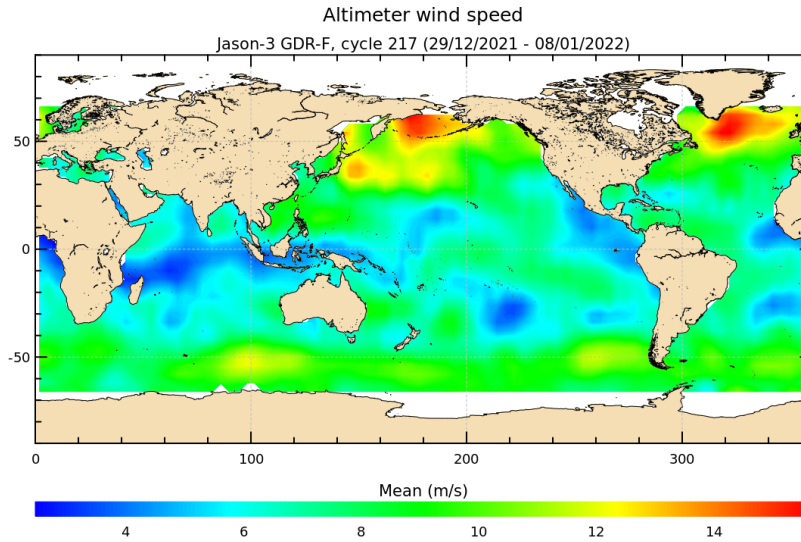 Altimeter wind speed
Jason-3 GDR-F, cycle 217 (29/12/2021 - 08/01/2022)
50
0
-50
0 100 200 300
Mean (m/s)
4 6 8 10 12 14